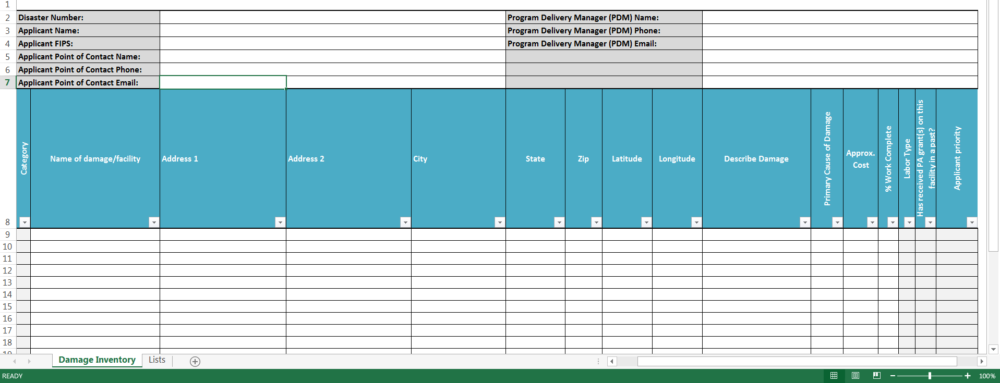 1
2 Disaster Number: Program Delivery Manager (PDM) Name:
3 Applicant Name: Program Delivery Manager (PDM) Phone:
4 Applicant FIPS: Program Delivery Manager (PDM) Email:
5 Applicant Point of Contact Name:
6 Applicant Point of Contact Phone:
7 Applicant Point of Contact Email:
8
Category
Name of damage/facility
Address 1
Address 2
City
State
Zip
Latitude
Longitude
Describe Damage
Primary Cause of Damage
Approx.
Cost
% Work Complete
Labor Type
Has received PA grant(s) on this
facility in a past?
Applicant priority
9
10
11
12
13
14
15
16
17
18
19
Damage Inventory Lists
READY 100%